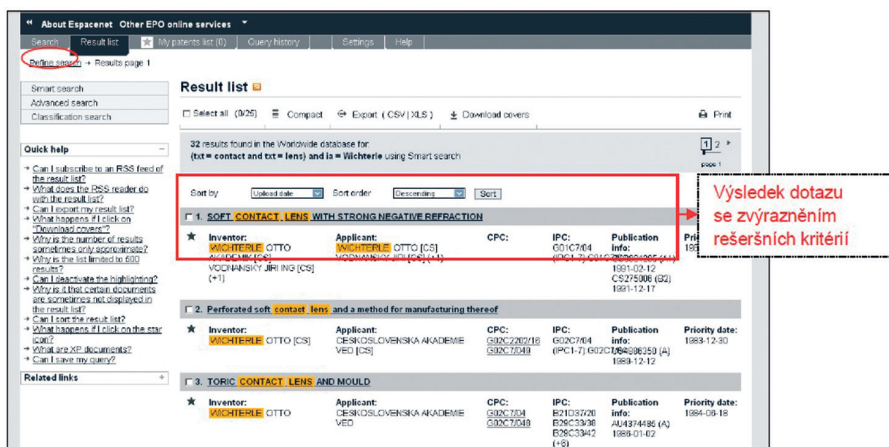 « About Espacenet Other EPO online services ▼
Search Result list ★ My patents list (0) Query history Settings Help
Refine search → Results page 1
Smart search
Advanced search
Classification search
Quick help –
→ Can I subscribe to an RSS feed of
the result list?
→ What does the RSS reader do
with the result list?
→ Can I export my result list?
→ What happens if I click on
"Download covers"?
→ Why is the number of results
sometimes only approximate?
→ Why is the list limited to 500
results?
→ Can I deactivate the highlighting?
→ Why is it that certain documents
are sometimes not displayed in
the result list?
→ Can I sort the result list?
→ What happens if I click on the star
icon?
→ What are XP documents?
→ Can I save my query?
Related links +
Result list
Select all (0/25) Compact Export ( CSV | XLS ) Download covers Print
32 results found in the Worldwide database for:
(txt = contact and txt = lens) and ia = Wichterle using Smart search
1 2
page 1
Sort by Upload date Sort order Descending Sort
1. SOFT CONTACT LENS WITH STRONG NEGATIVE REFRACTION
★ Inventor: Applicant: CPC: IPC: Publication
WICHTERLE OTTO WICHTERLE OTTO [CS] G01C7/04 info:
AKADEMIK [CS] VODNANSKY JIRI [CS] (+1)
VODNANSKY JIRI ING [CS] 1991-02-12
(+1) CS275006 (B2)
1991-12-17
2. Perforated soft contact lens and a method for manufacturing thereof
★ Inventor: Applicant: CPC: IPC: Publication Priority date:
WICHTERLE OTTO [CS] CESKOSLOVENSKA AKADEMIE G02C2202/16 G02C7/04 info: 1983-12-30
VED [CS] G02C7/049 (IPC1-7):
1989-12-12
3. TORIC CONTACT LENS AND MOULD
★ Inventor: Applicant: CPC: IPC: Publication Priority date:
WICHTERLE OTTO CESKOSLOVENSKA AKADEMIE G02C7/04 B21D37/20 info: 1984-06-18
VED G02C7/048 B29C33/38 AU4374485 (A)
B29C33/42 1986-01-02
(+6)
Výsledek dotazu
se zvýrazněním
rešeršních kritérií